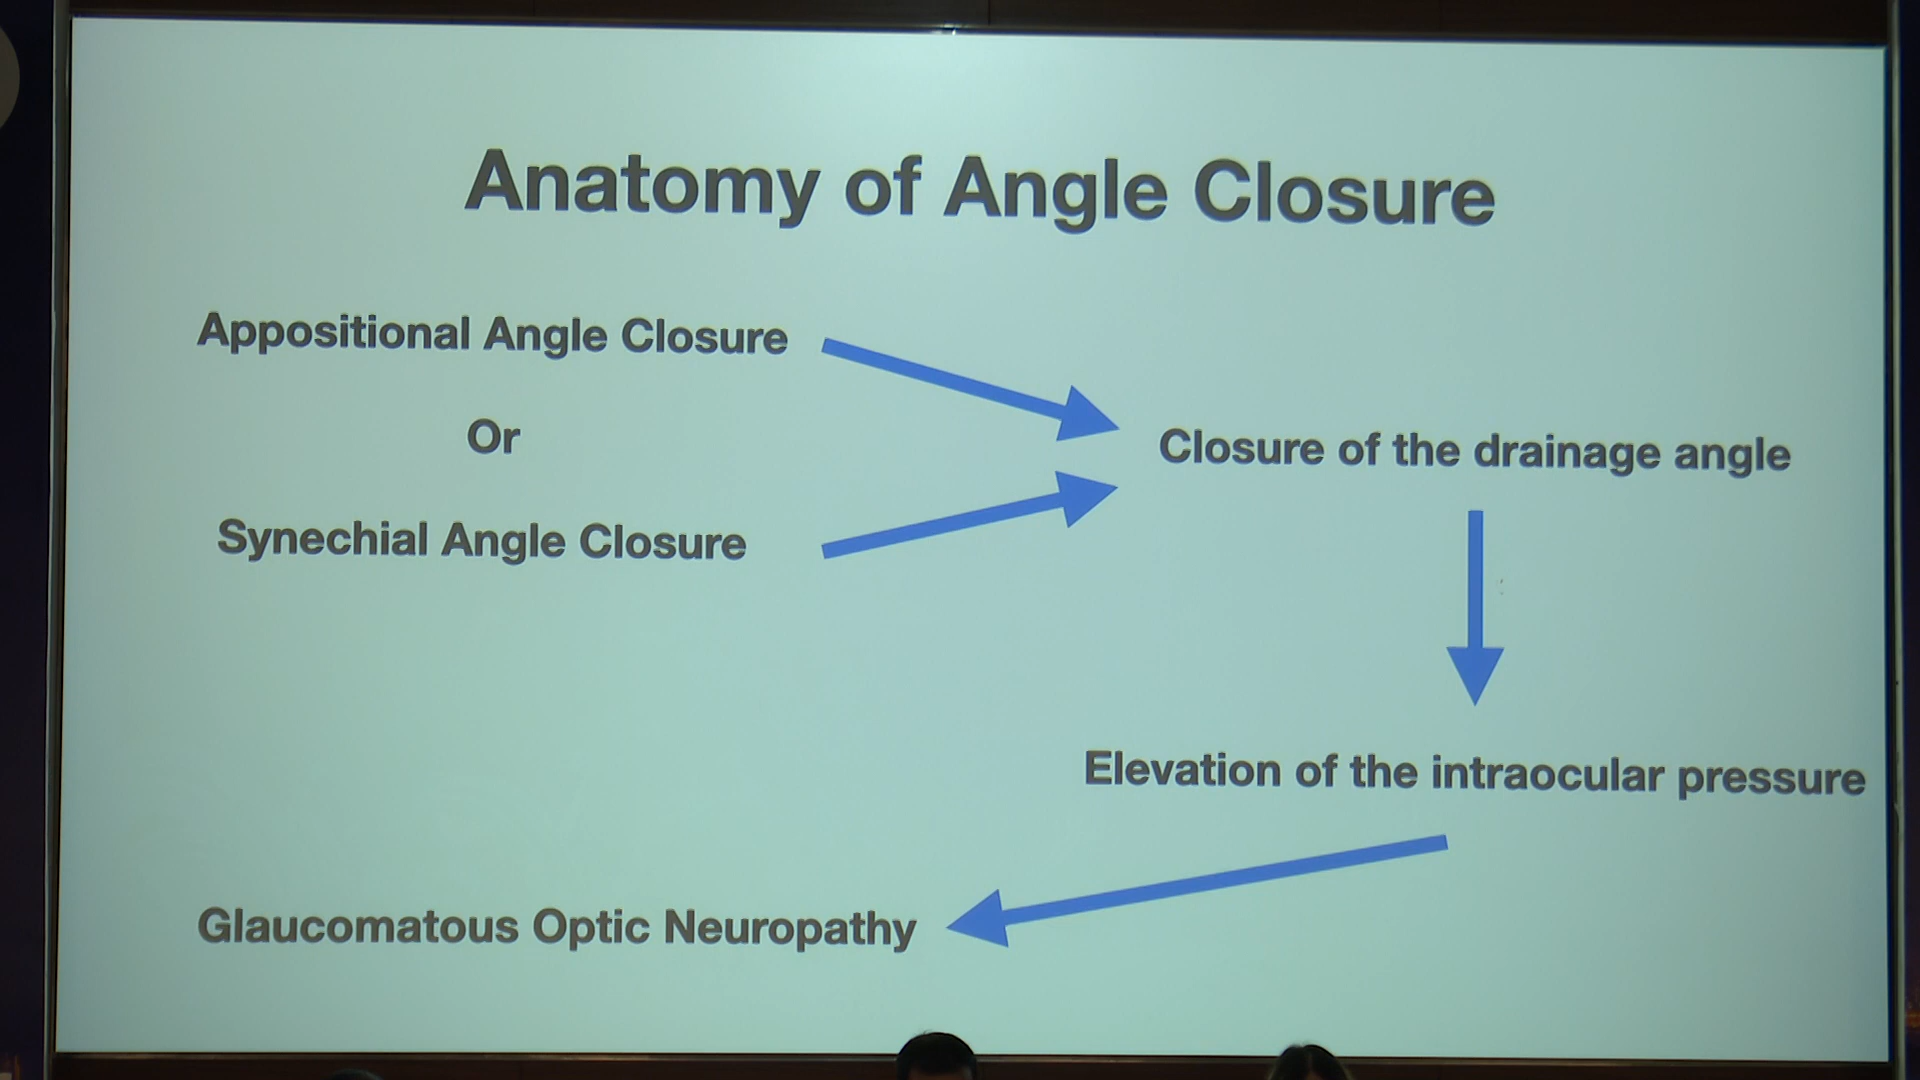 Anatomy of Angle Closure
Appositional Angle Closure
Or
Synechial Angle Closure
Closure of the drainage angle
Elevation of the intraocular pressure
Glaucomatous Optic Neuropathy